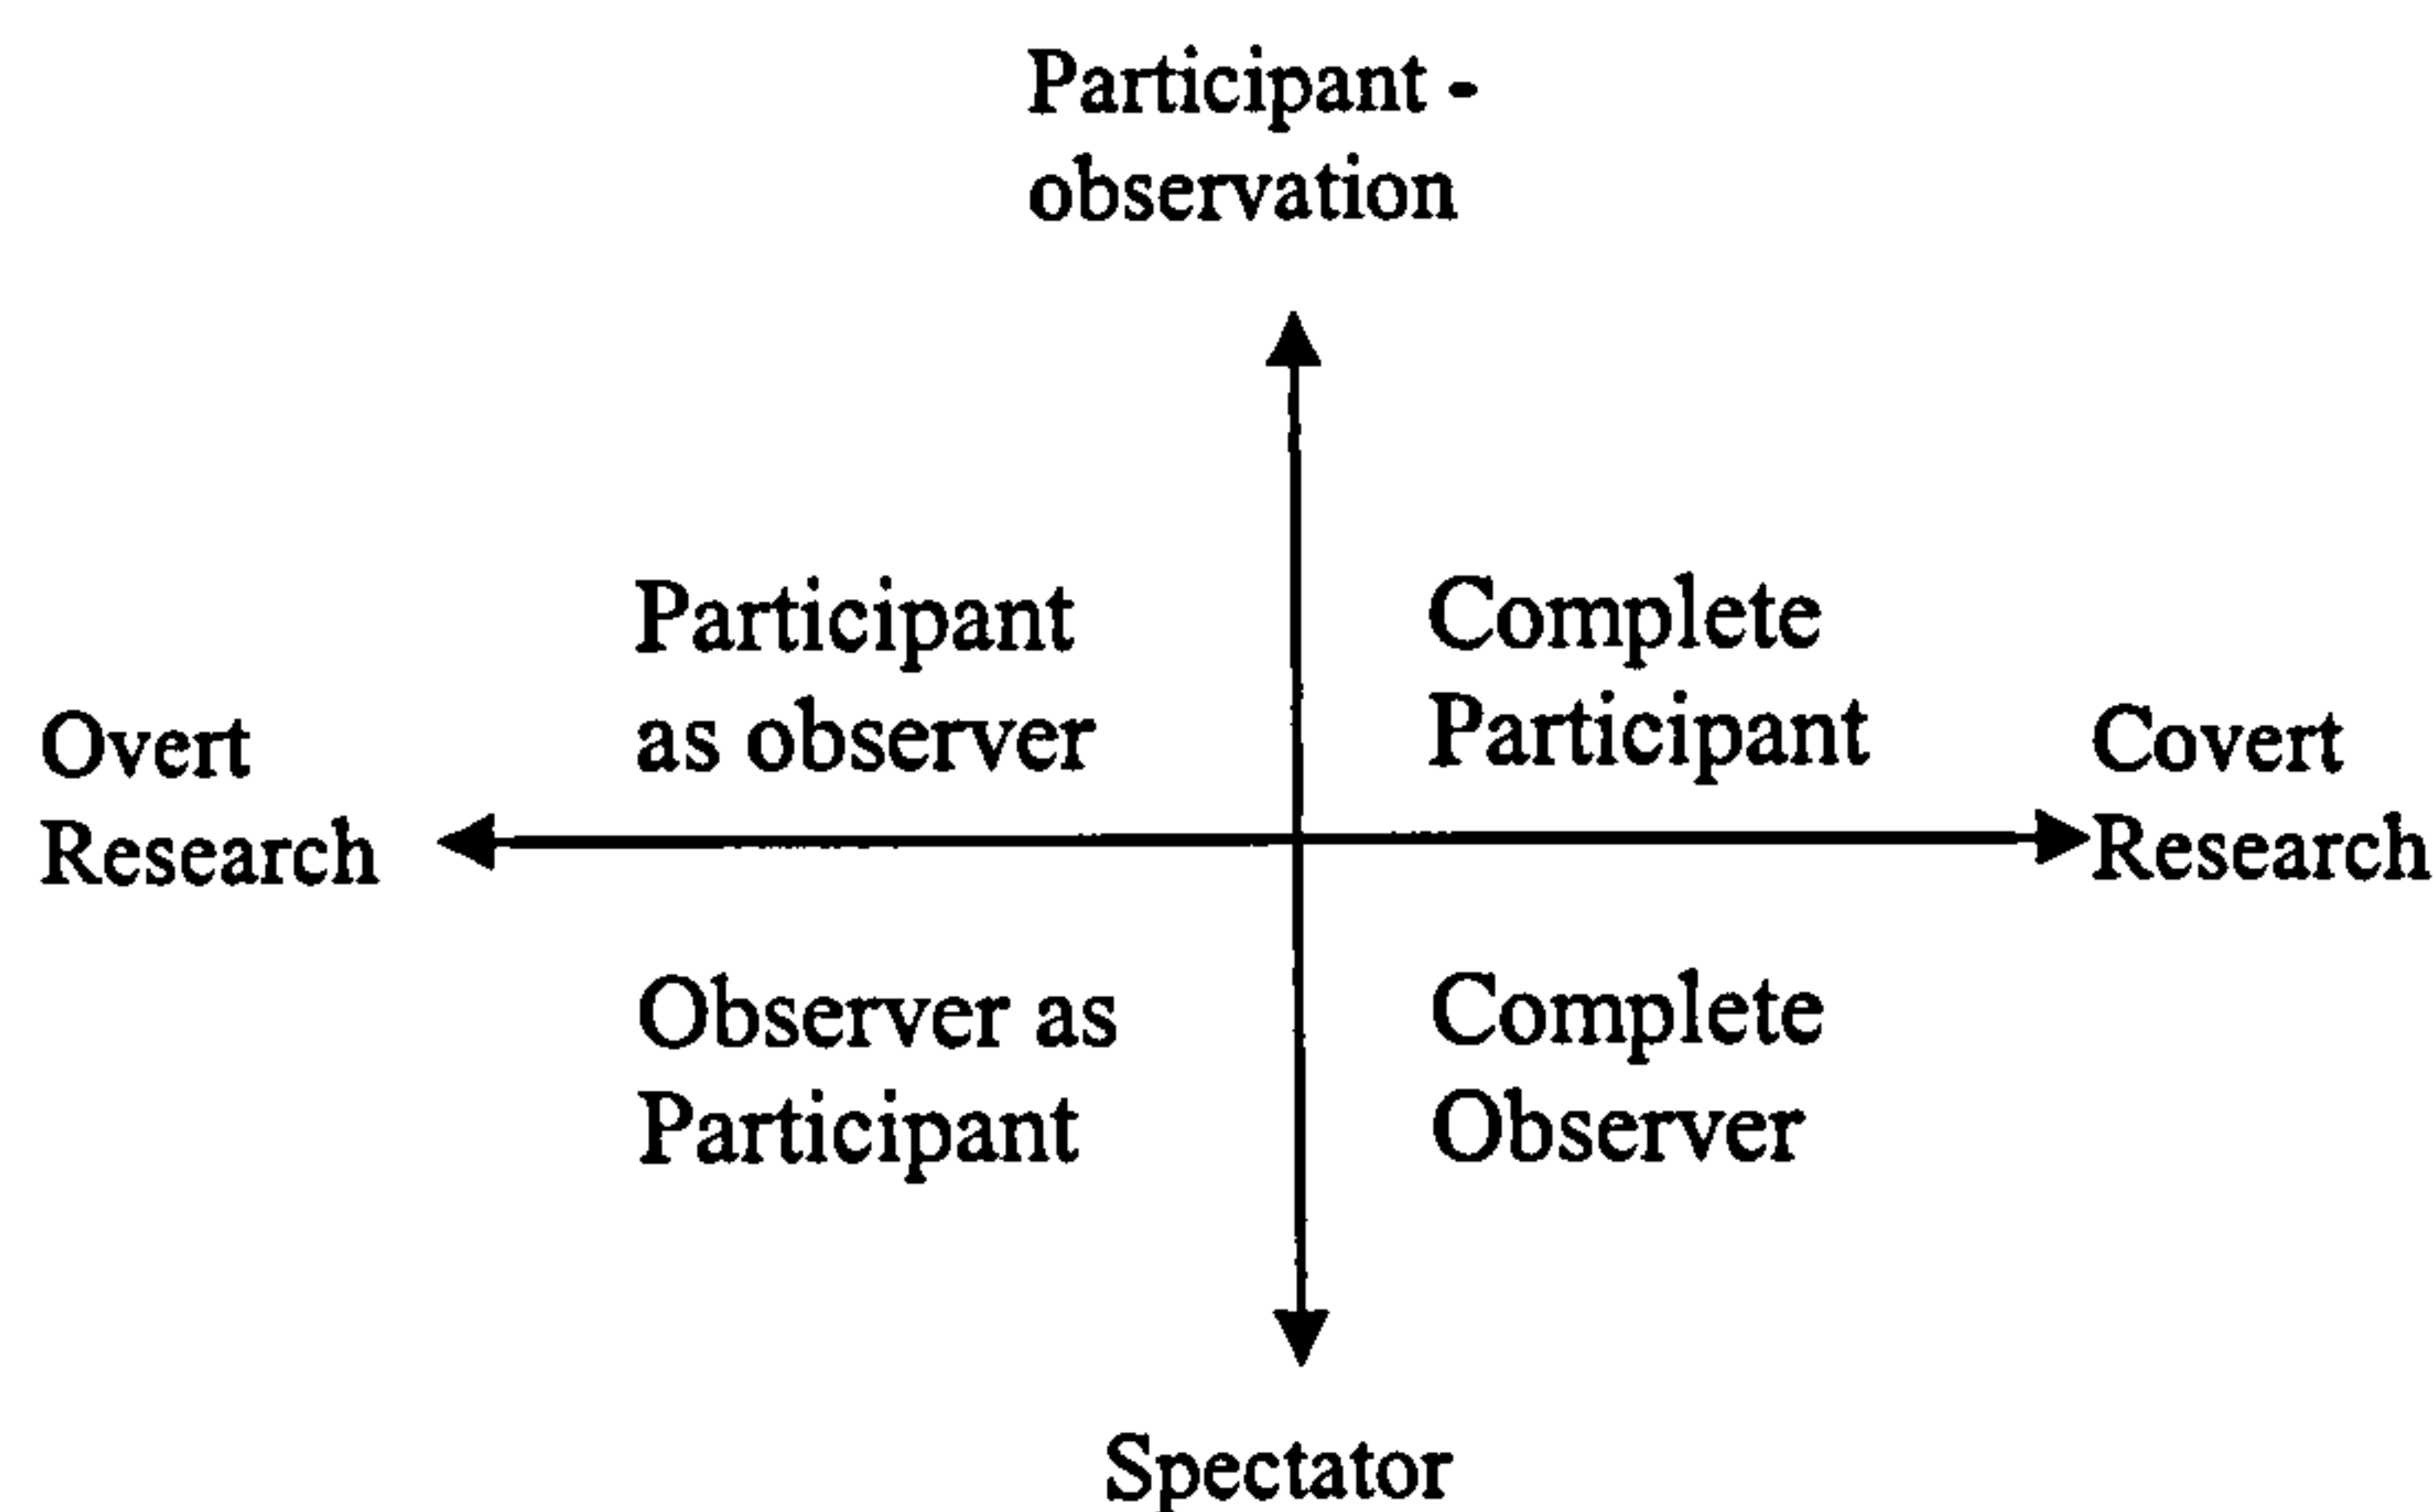 Participant -
observation
Participant
as observer
Complete
Participant
Overt
Research
Covert
Research
Observer as
Participant
Complete
Observer
Spectator